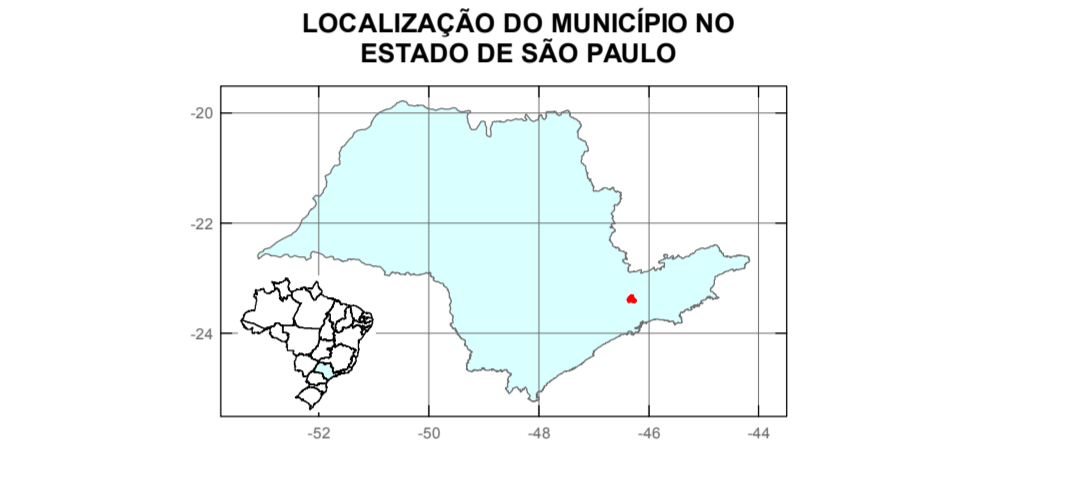 LOCALIZAÇÃO DO MUNICÍPIO NO
ESTADO DE SÃO PAULO
-20
-22
-24
-52 -50 -48 -46 -44